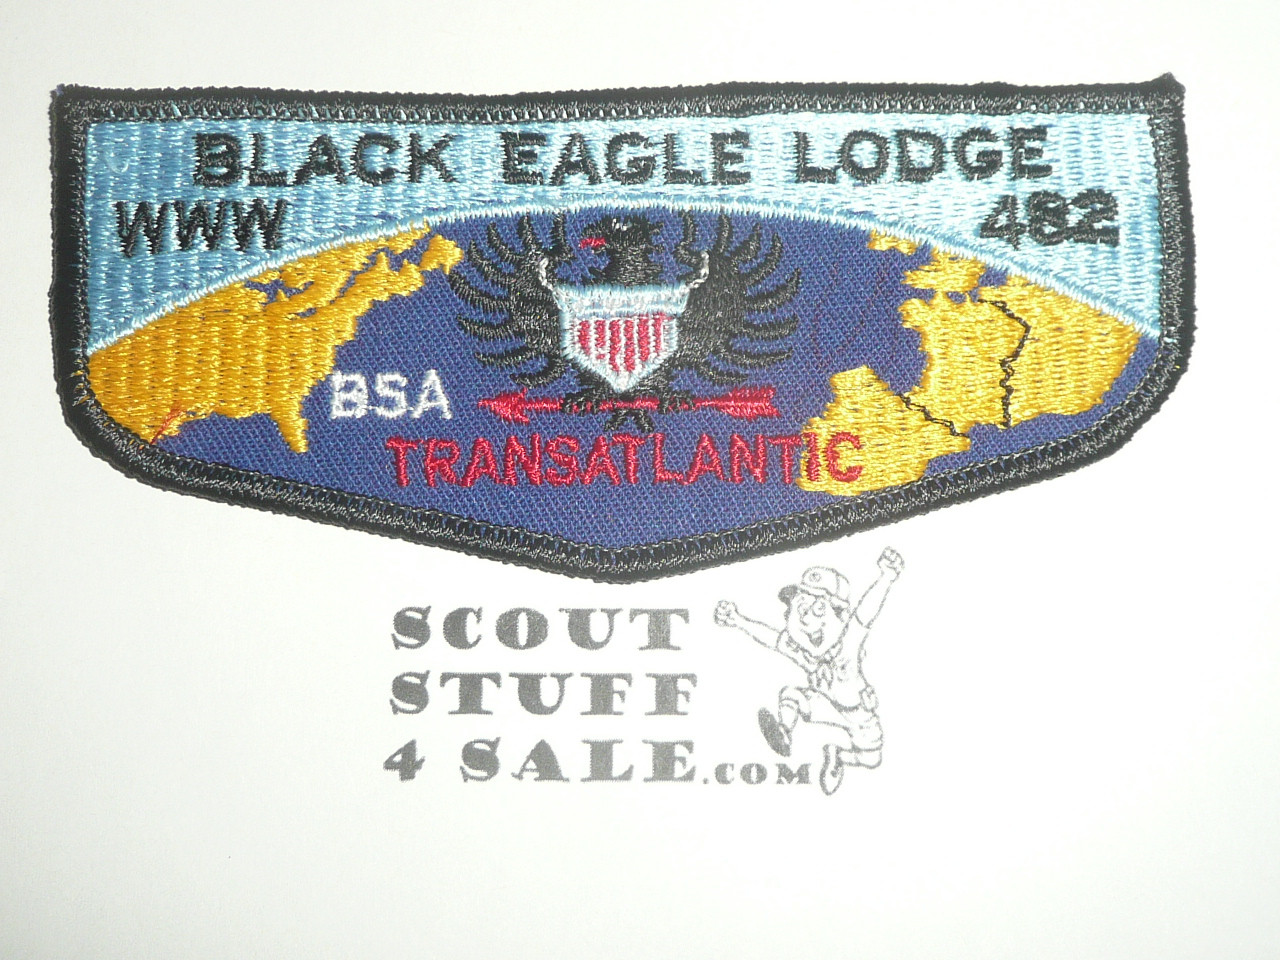 BLACK EAGLE LODGE
WWW 482
BSA
TRANSATLANTIC
SCOUT
STUFF
4 SALE.COM